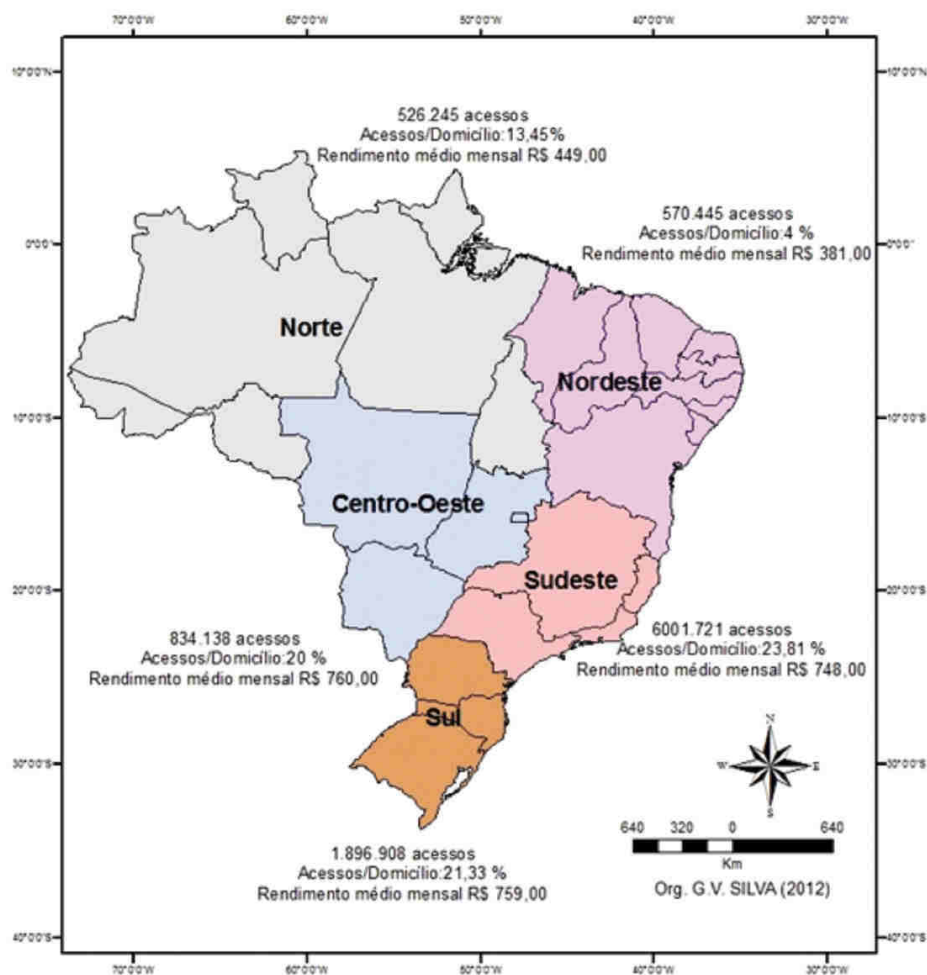 70°0'0"W 60°0'0"W 50°0'0"W 40°0'0"W 30°0'0"W
10°0'0"N 10°0'0"N
526.245 acessos
Acessos/Domicílio:13,45%
Rendimento médio mensal R$ 449,00
570.445 acessos
Acessos/Domicílio:4 %
Rendimento médio mensal R$ 381,00
0°0'0" 0°0'0"
Norte
Nordeste
10°0'0"S 10°0'0"S
Centro-Oeste
Sudeste
20°0'0"S 20°0'0"S
834.138 acessos
Acessos/Domicílio:20 %
Rendimento médio mensal R$ 760,00
6001.721 acessos
Acessos/Domicílio:23,81 %
Rendimento médio mensal R$ 748,00
Sul
N
W E
S
30°0'0"S 30°0'0"S
640 320 0 640
Km
Org. G.V. SILVA (2012)
1.896.908 acessos
Acessos/Domicílio:21,33 %
Rendimento médio mensal R$ 759,00
40°0'0"S 40°0'0"S
70°0'0"W 60°0'0"W 50°0'0"W 40°0'0"W 30°0'0"W